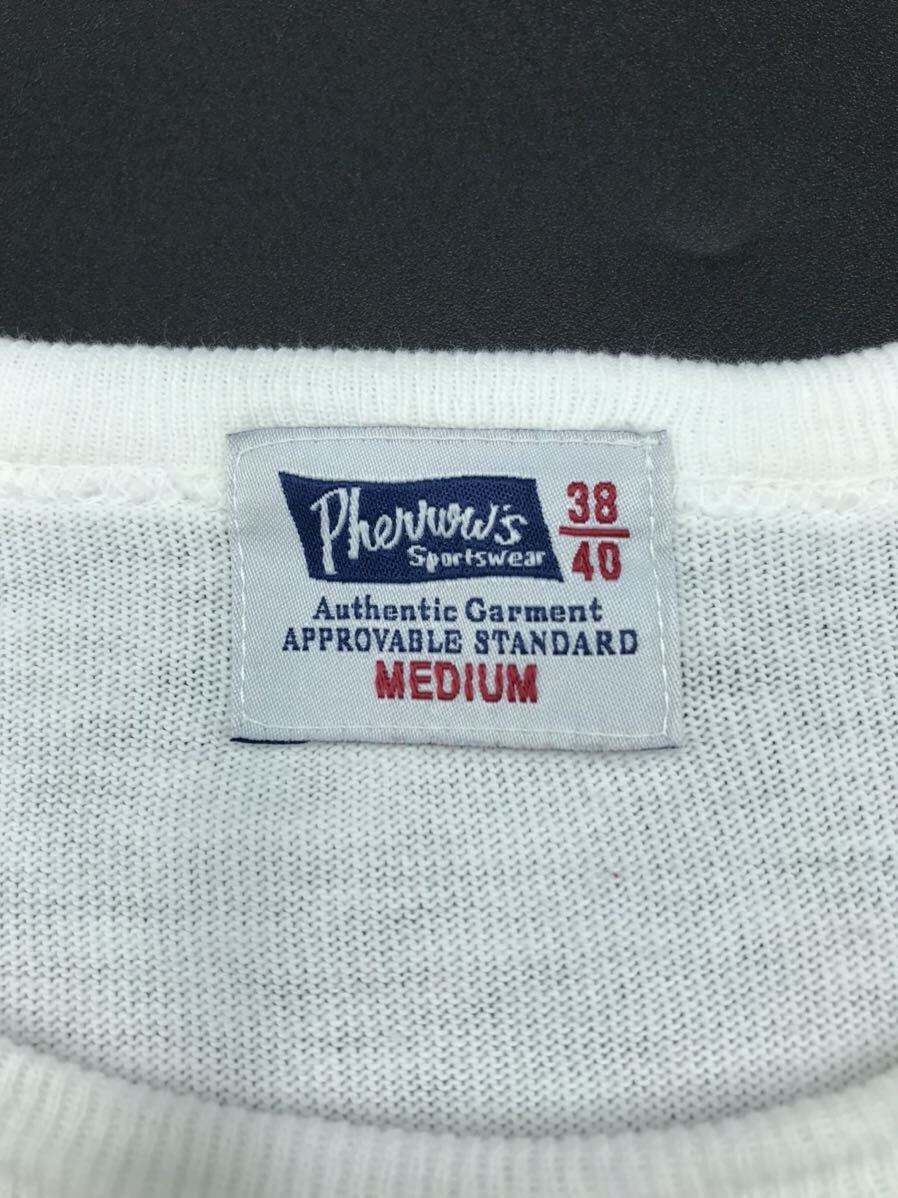 Pherrow's
Sportswear
38
40
Authentic Garment
APPROVABLE STANDARD
MEDIUM